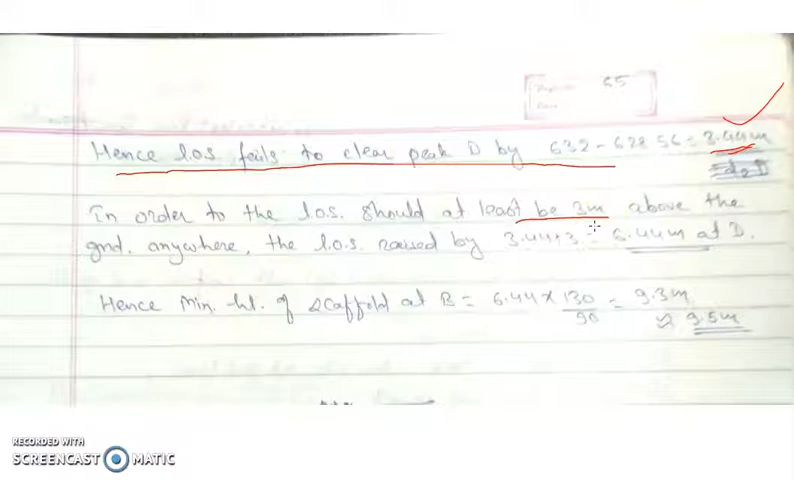 65
Hence l.o.s fails to clear peak D by 632 - 628.56 = 3.44m
= d2 D
In order to the l.o.s. should at least be 3m above the
gnd. anywhere, the l.o.s. raised by 3.44+3 = 6.44m at D.
Hence Min. ht. of scaffold at B = 6.44 × 130/90 = 9.3m
≈ 9.5m
RECORDED WITH
SCREENCAST MATIC